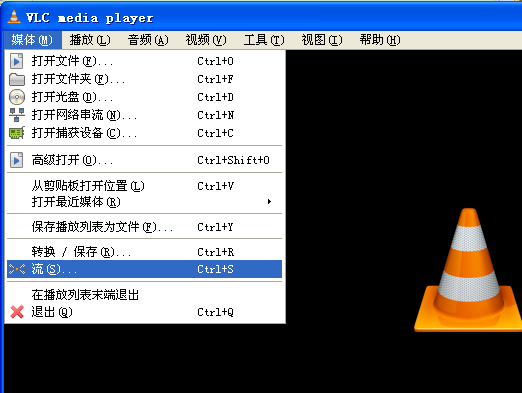 VLC media player
媒体(M) 播放(L) 音频(A) 视频(V) 工具(T) 视图(I) 帮助(H)
打开文件(F)... Ctrl+O
打开文件夹(F)... Ctrl+F
打开光盘(D)... Ctrl+D
打开网络串流(N)... Ctrl+N
打开捕获设备(C)... Ctrl+C
高级打开(O)... Ctrl+Shift+O
从剪贴板打开位置(L) Ctrl+V
打开最近媒体(R)
保存播放列表为文件(F)... Ctrl+Y
转换 / 保存(R)... Ctrl+R
流(S)... Ctrl+S
在播放列表末端退出
退出(Q) Ctrl+Q